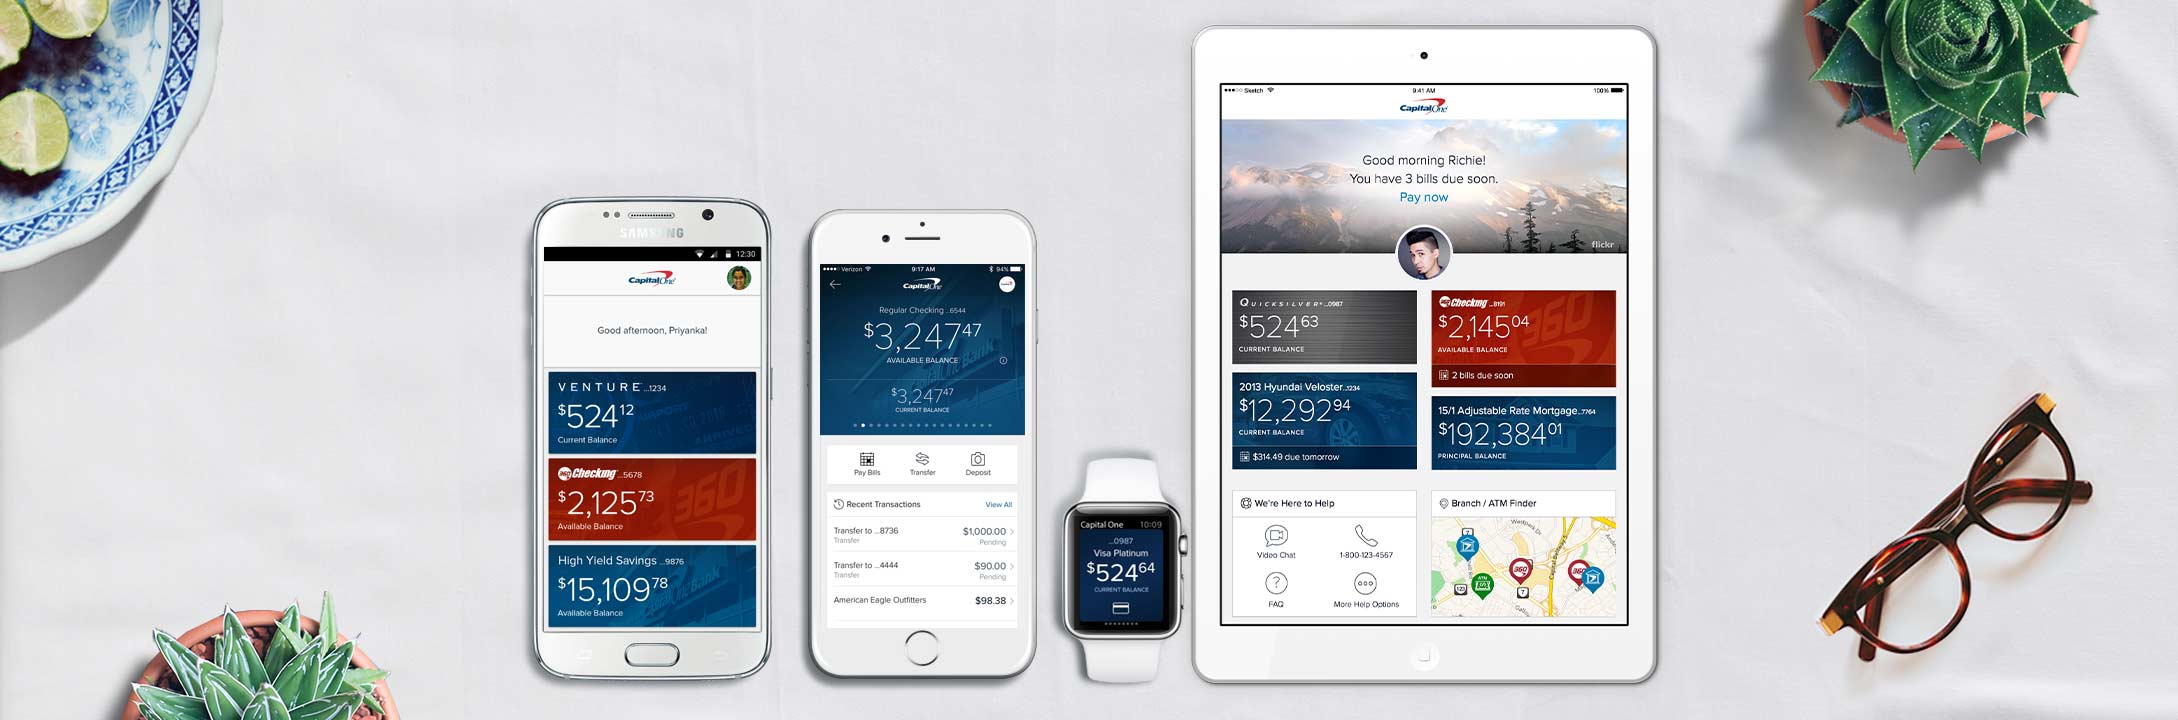 SAMSUNG
12:30
Capital One
Good afternoon, Priyanka!
VENTURE ...1234
$524 12
Current Balance
360 Checking ...5678
$2,125 73
Available Balance
High Yield Savings ...9876
$15,109 78
Available Balance
Verizon 9:17 AM 94%
Capital One
Regular Checking ...6544
$3,247 47
AVAILABLE BALANCE
$3,247 47
CURRENT BALANCE
Pay Bills Transfer Deposit
Recent Transactions View All
Transfer to ...8736 $1,000.00
Transfer Pending
Transfer to ...4444 $90.00
Transfer Pending
American Eagle Outfitters $98.38
Capital One 10:09
...0987
Visa Platinum
$524 64
CURRENT BALANCE
Sketch 9:41 AM 100%
Capital One
Good morning Richie!
You have 3 bills due soon.
Pay now
flickr
QUICKSILVER ...0987
$524 63
CURRENT BALANCE
360 Checking ...8191
$2,145 04
AVAILABLE BALANCE
2 bills due soon
2013 Hyundai Veloster...1234
$12,292 94
CURRENT BALANCE
$314.49 due tomorrow
15/1 Adjustable Rate Mortgage...7764
$192,384 01
PRINCIPAL BALANCE
We're Here to Help
Video Chat
1-800-123-4567
FAQ
More Help Options
Branch / ATM Finder
7
ATM
360
360
123
7